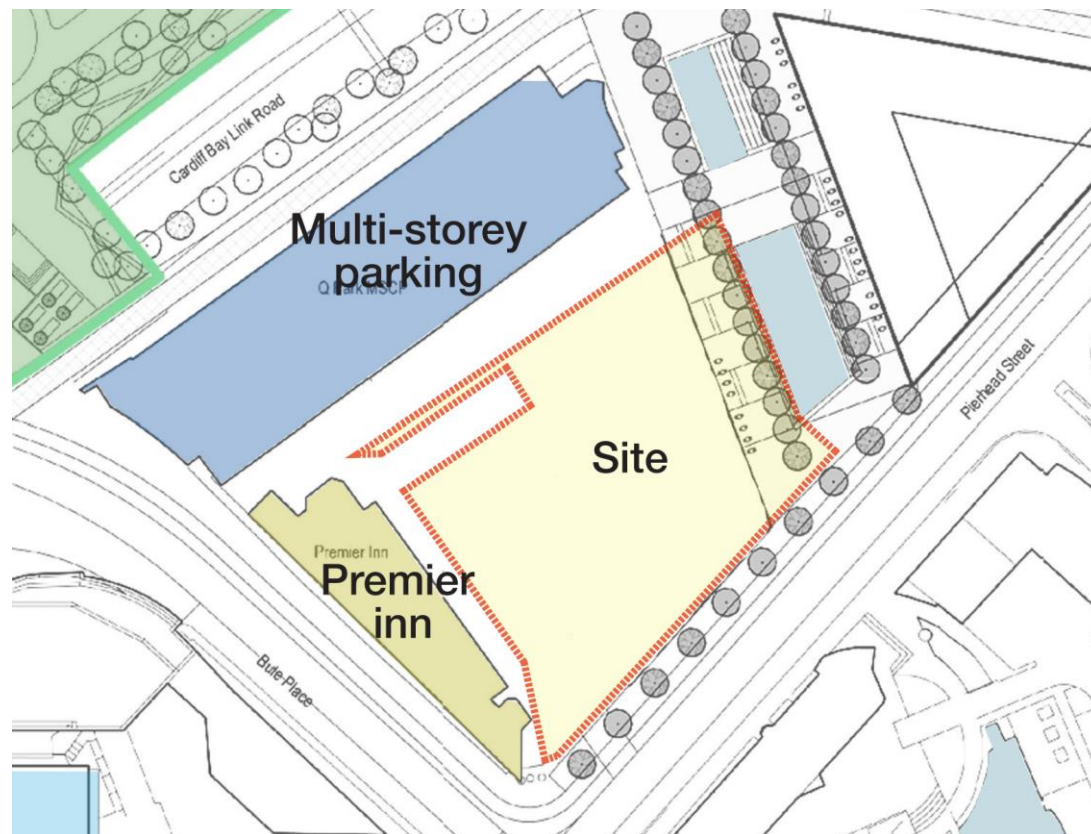 Cardiff Bay Link Road
Multi-storey
parking
Q Park MSCP
Site
Pierhead Street
Premier Inn
Premier
inn
Bute Place